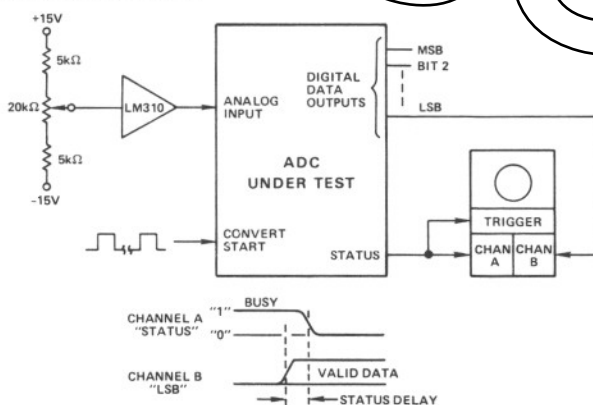 +15V
5kΩ
20kΩ
5kΩ
-15V
LM310
ANALOG
INPUT
DIGITAL
DATA
OUTPUTS
MSB
BIT 2
LSB
ADC
UNDER TEST
CONVERT
START
STATUS
TRIGGER
CHAN
A
CHAN
B
CHANNEL A
"STATUS"
"1"
BUSY
"0"
CHANNEL B
"LSB"
VALID DATA
STATUS DELAY